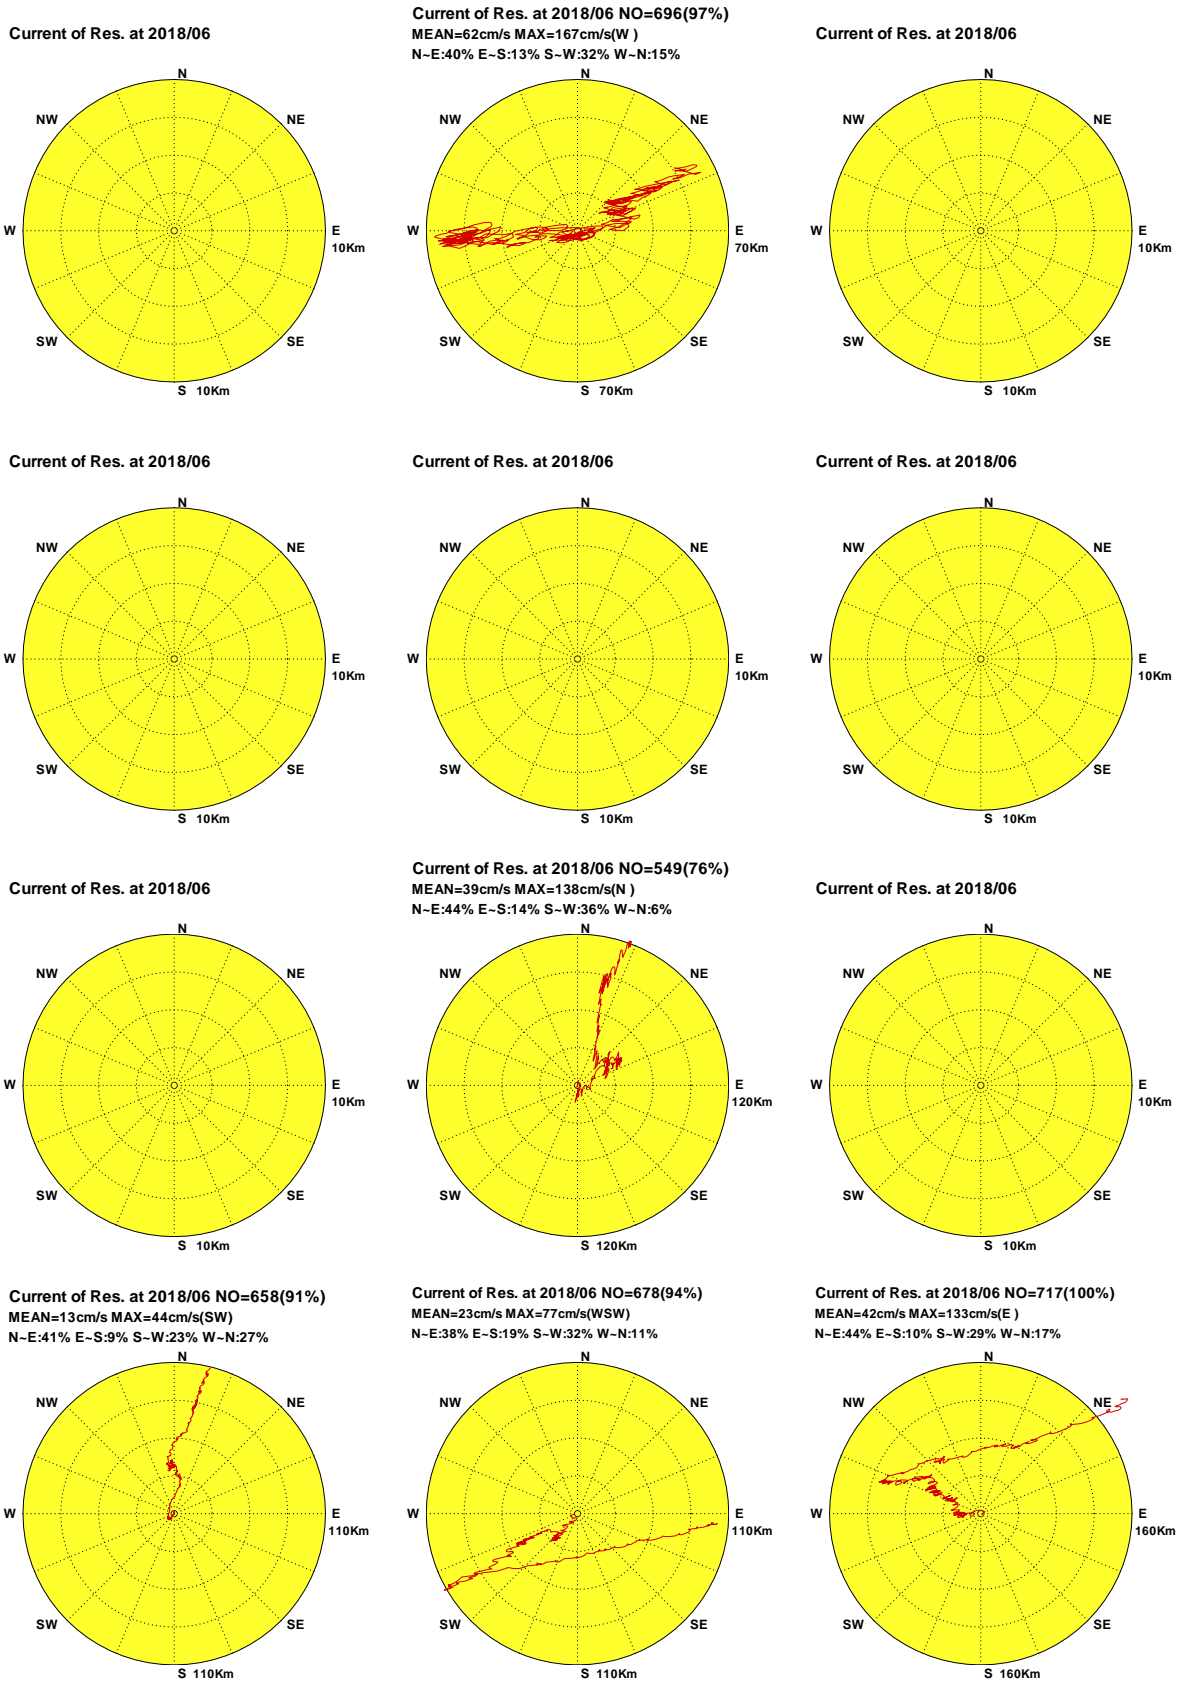 Current of Res. at 2018/06
N
NW
NE
W
E
10Km
SW
SE
S 10Km
Current of Res. at 2018/06 NO=696(97%)
MEAN=62cm/s MAX=167cm/s(W )
N~E:40% E~S:13% S~W:32% W~N:15%
N
NW
NE
W
E
70Km
SW
SE
S 70Km
Current of Res. at 2018/06
N
NW
NE
W
E
10Km
SW
SE
S 10Km
Current of Res. at 2018/06
N
NW
NE
W
E
10Km
SW
SE
S 10Km
Current of Res. at 2018/06
N
NW
NE
W
E
10Km
SW
SE
S 10Km
Current of Res. at 2018/06
N
NW
NE
W
E
10Km
SW
SE
S 10Km
Current of Res. at 2018/06
N
NW
NE
W
E
10Km
SW
SE
S 10Km
Current of Res. at 2018/06 NO=549(76%)
MEAN=39cm/s MAX=138cm/s(N )
N~E:44% E~S:14% S~W:36% W~N:6%
N
NW
NE
W
E
120Km
SW
SE
S 120Km
Current of Res. at 2018/06
N
NW
NE
W
E
10Km
SW
SE
S 10Km
Current of Res. at 2018/06 NO=658(91%)
MEAN=13cm/s MAX=44cm/s(SW)
N~E:41% E~S:9% S~W:23% W~N:27%
N
NW
NE
W
E
110Km
SW
SE
S 110Km
Current of Res. at 2018/06 NO=678(94%)
MEAN=23cm/s MAX=77cm/s(WSW)
N~E:38% E~S:19% S~W:32% W~N:11%
N
NW
NE
W
E
110Km
SW
SE
S 110Km
Current of Res. at 2018/06 NO=717(100%)
MEAN=42cm/s MAX=133cm/s(E )
N~E:44% E~S:10% S~W:29% W~N:17%
N
NW
NE
W
E
160Km
SW
SE
S 160Km